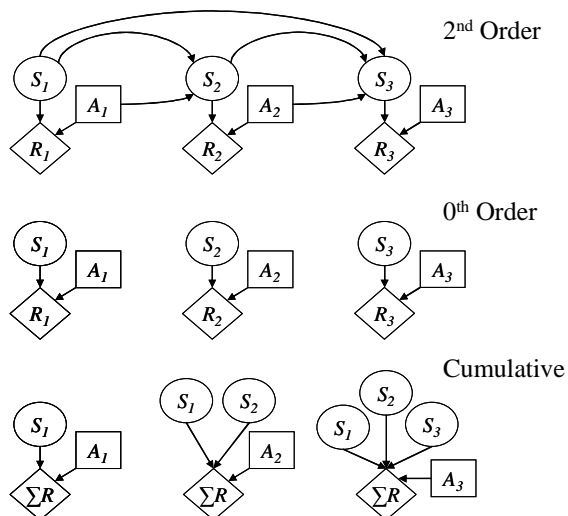 2nd Order
S1 S2 S3
A1 A2 A3
R1 R2 R3
0th Order
S1 S2 S3
A1 A2 A3
R1 R2 R3
Cumulative
S1 S1 S2 S1 S2 S3
A1 A2 A3
∑R ∑R ∑R